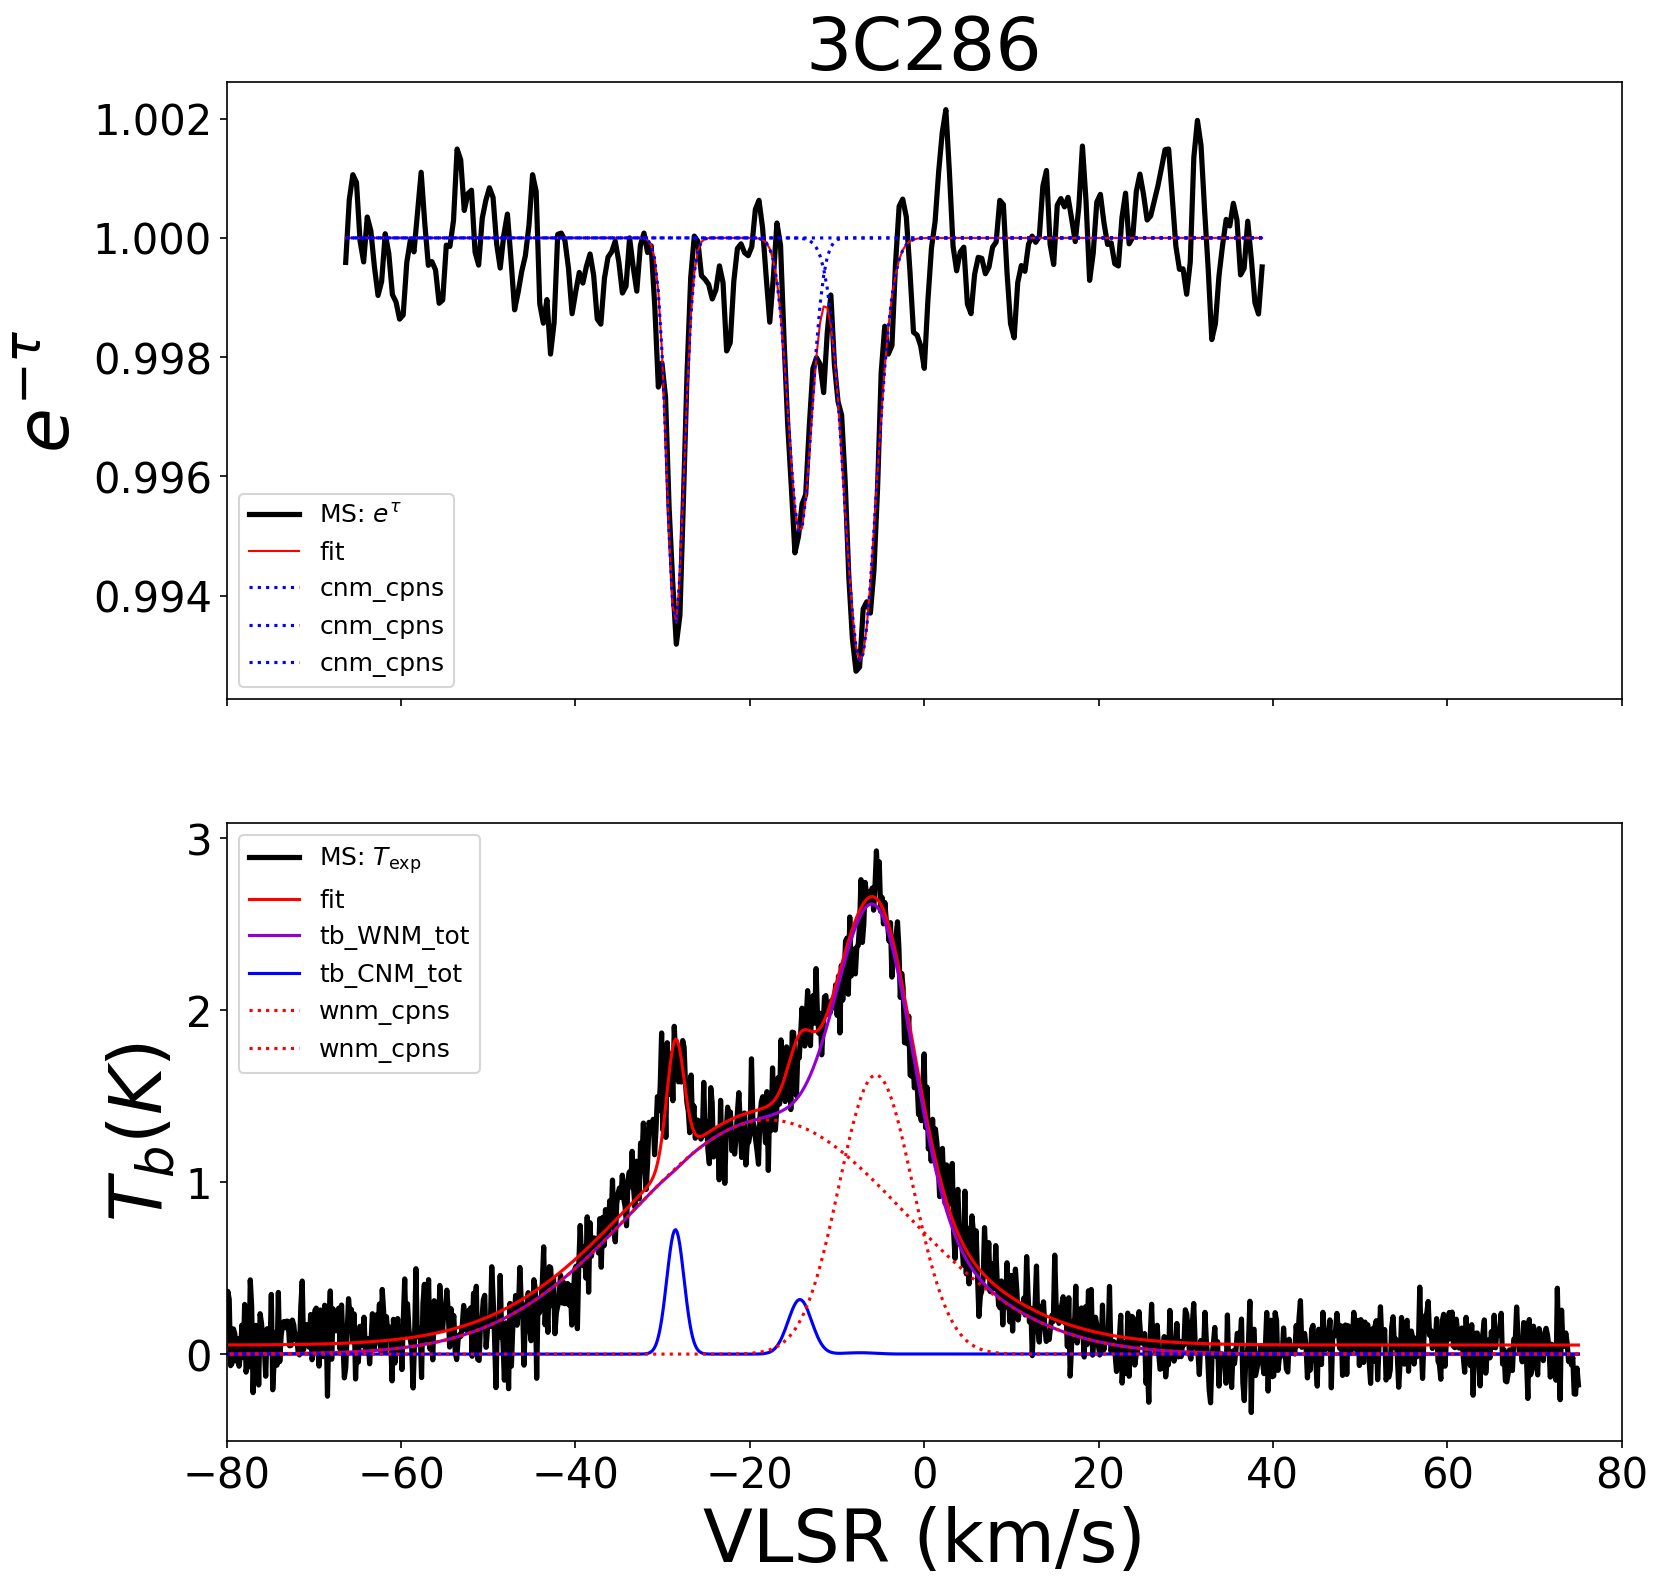 3C286
1.002
1.000
0.998
0.996
0.994
e^{−τ}
MS: e^τ
fit
cnm_cpns
cnm_cpns
cnm_cpns
3
2
1
0
T_b(K)
MS: T_exp
fit
tb_WNM_tot
tb_CNM_tot
wnm_cpns
wnm_cpns
−80 −60 −40 −20 0 20 40 60 80
VLSR (km/s)